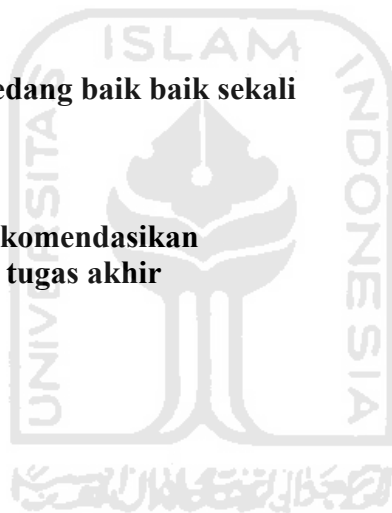 ISLAM
UNIVERSITAS
INDONESIA
edang baik baik sekali
komendasikan
tugas akhir